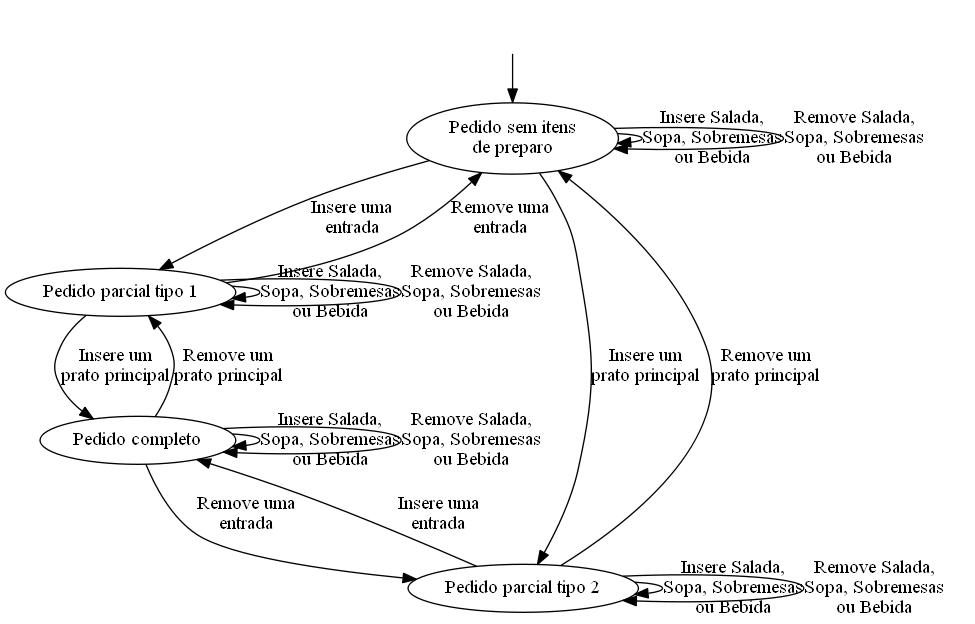 Pedido sem itens
de preparo
Insere Salada,
Sopa, Sobremesas
ou Bebida
Remove Salada,
Sopa, Sobremesas
ou Bebida
Insere uma
entrada
Remove uma
entrada
Pedido parcial tipo 1
Insere Salada,
Sopa, Sobremesas
ou Bebida
Remove Salada,
Sopa, Sobremesas
ou Bebida
Insere um
prato principal
Remove um
prato principal
Insere um
prato principal
Remove um
prato principal
Pedido completo
Insere Salada,
Sopa, Sobremesas
ou Bebida
Remove Salada,
Sopa, Sobremesas
ou Bebida
Remove uma
entrada
Insere uma
entrada
Pedido parcial tipo 2
Insere Salada,
Sopa, Sobremesas
ou Bebida
Remove Salada,
Sopa, Sobremesas
ou Bebida